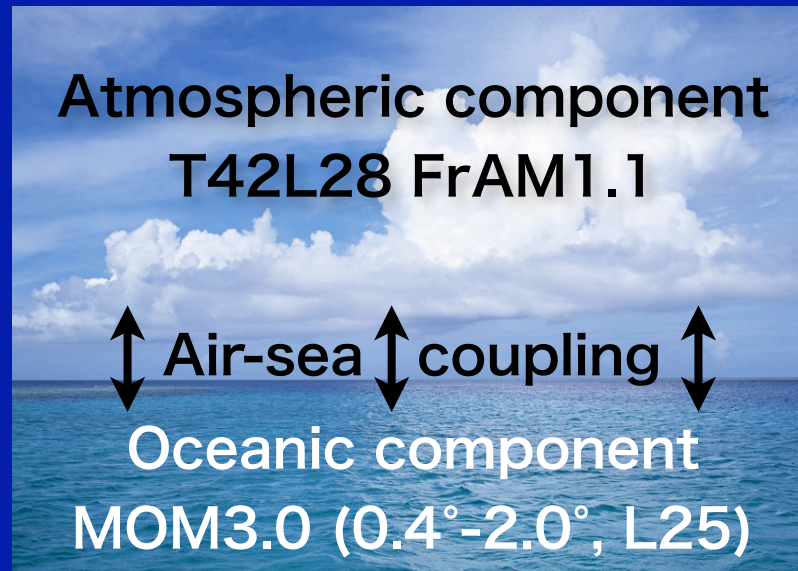 Atmospheric component
T42L28 FrAM1.1
Air-sea coupling
Oceanic component
MOM3.0 (0.4°-2.0°, L25)